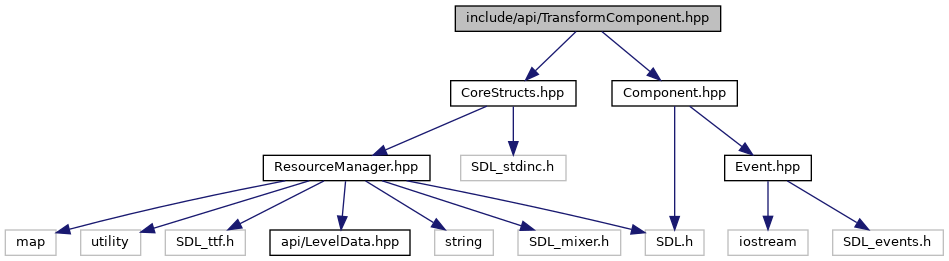 include/api/TransformComponent.hpp
CoreStructs.hpp
Component.hpp
ResourceManager.hpp
SDL_stdinc.h
Event.hpp
map
utility
SDL_ttf.h
api/LevelData.hpp
string
SDL_mixer.h
SDL.h
iostream
SDL_events.h